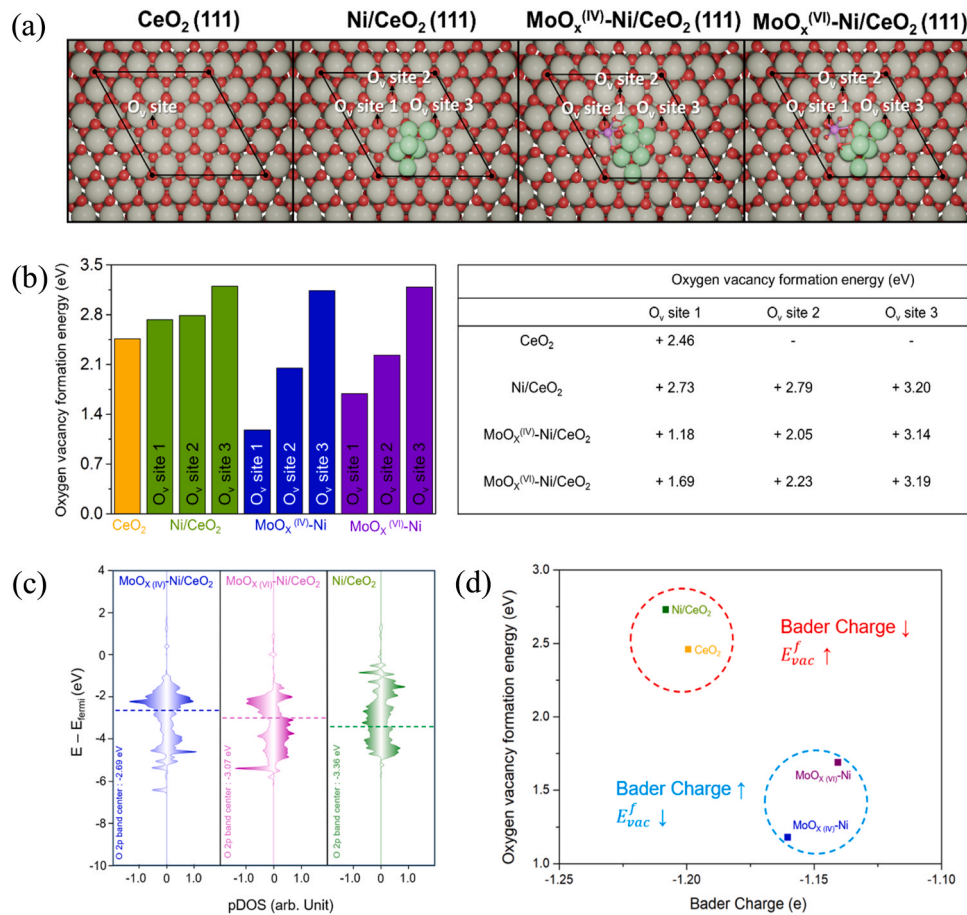 (a)
CeO₂ (111)
Ni/CeO₂ (111)
MoOₓ⁽ᴵⱽ⁾-Ni/CeO₂ (111)
MoOₓ⁽ⱽᴵ⁾-Ni/CeO₂ (111)
Oᵥ site
Oᵥ site 2
Oᵥ site 1
Oᵥ site 3
Oᵥ site 2
Oᵥ site 1
Oᵥ site 3
Oᵥ site 2
Oᵥ site 1
Oᵥ site 3
(b)
Oxygen vacancy formation energy (eV)
3.5
2.8
2.1
1.4
0.7
0.0
Oᵥ site 1
Oᵥ site 2
Oᵥ site 3
Oᵥ site 1
Oᵥ site 2
Oᵥ site 3
Oᵥ site 1
Oᵥ site 2
Oᵥ site 3
CeO₂
Ni/CeO₂
MoOₓ⁽ᴵⱽ⁾-Ni
MoOₓ⁽ⱽᴵ⁾-Ni
Oxygen vacancy formation energy (eV)
Oᵥ site 1 Oᵥ site 2 Oᵥ site 3
CeO₂ + 2.46 - -
Ni/CeO₂ + 2.73 + 2.79 + 3.20
MoOₓ⁽ᴵⱽ⁾-Ni/CeO₂ + 1.18 + 2.05 + 3.14
MoOₓ⁽ⱽᴵ⁾-Ni/CeO₂ + 1.69 + 2.23 + 3.19
(c)
E – E_fermi (eV)
4
2
0
-2
-4
-6
-10
MoOₓ (IV)-Ni/CeO₂
MoOₓ (VI)-Ni/CeO₂
Ni/CeO₂
O 2p band center : -2.69 eV
O 2p band center : -3.07 eV
O 2p band center : -3.36 eV
1.0 0 1.0 1.0 0 1.0 1.0 0 1.0
pDOS (arb. Unit)
(d)
Oxygen vacancy formation energy (eV)
3.0
2.5
2.0
1.5
1.0
Ni/CeO₂
CeO₂
Bader Charge ↓
E_vac^f ↑
Bader Charge ↑
E_vac^f ↓
MoOₓ (VI)-Ni
MoOₓ (IV)-Ni
-1.25 -1.20 -1.15 -1.10
Bader Charge (e)